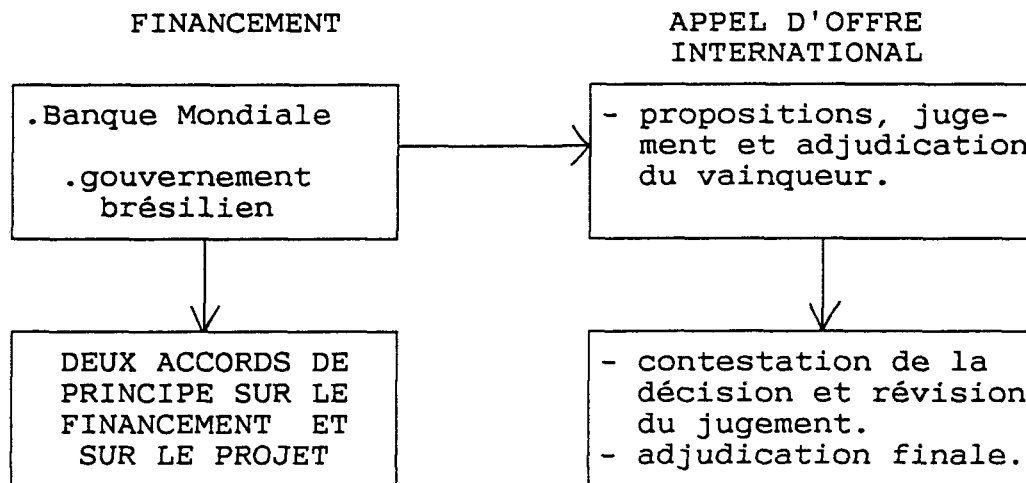 FINANCEMENT
.Banque Mondiale
.gouvernement
brésilien
DEUX ACCORDS DE
PRINCIPE SUR LE
FINANCEMENT ET
SUR LE PROJET
APPEL D'OFFRE
INTERNATIONAL
- propositions, juge-
ment et adjudication
du vainqueur.
- contestation de la
décision et révision
du jugement.
- adjudication finale.